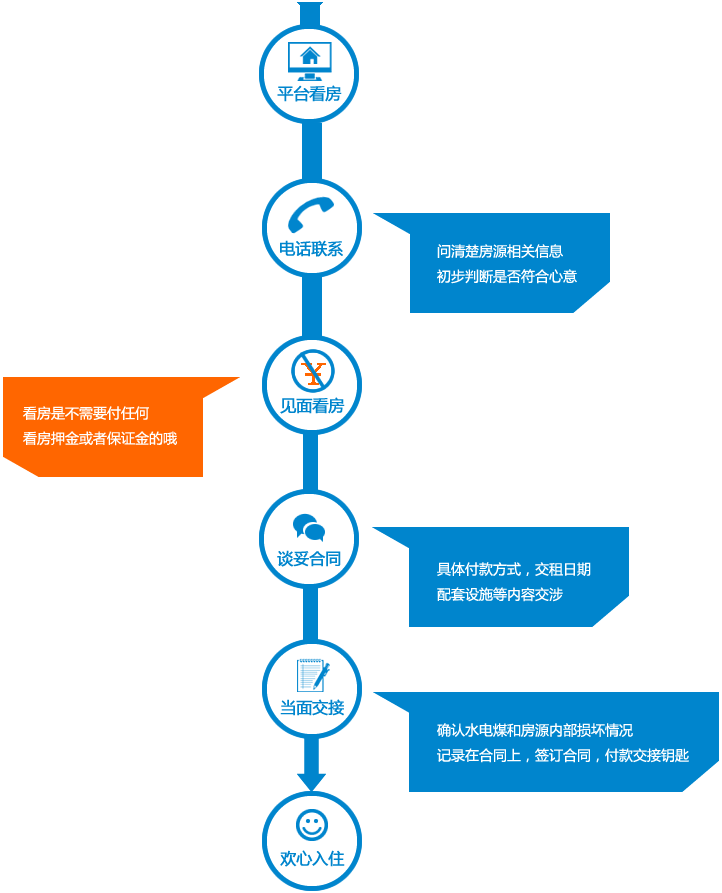 平台看房
电话联系
问清楚房源相关信息
初步判断是否符合心意
¥
见面看房
看房是不需要付任何
看房押金或者保证金的哦
谈妥合同
具体付款方式，交租日期
配套设施等内容交涉
当面交接
确认水电煤和房源内部损坏情况
记录在合同上，签订合同，付款交接钥匙
欢心入住